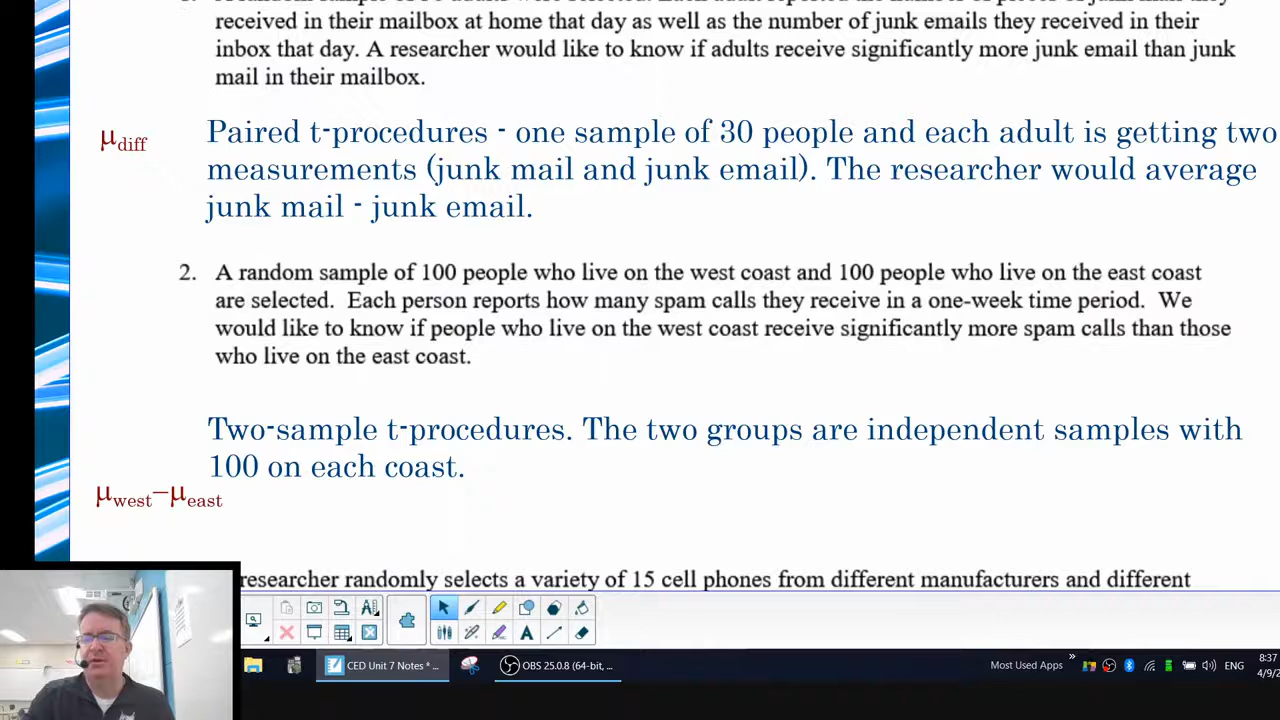 received in their mailbox at home that day as well as the number of junk emails they received in their
inbox that day. A researcher would like to know if adults receive significantly more junk email than junk
mail in their mailbox.
μdiff
Paired t-procedures - one sample of 30 people and each adult is getting two
measurements (junk mail and junk email). The researcher would average
junk mail - junk email.
2. A random sample of 100 people who live on the west coast and 100 people who live on the east coast
are selected. Each person reports how many spam calls they receive in a one-week time period. We
would like to know if people who live on the west coast receive significantly more spam calls than those
who live on the east coast.
Two-sample t-procedures. The two groups are independent samples with
100 on each coast.
μwest−μeast
researcher randomly selects a variety of 15 cell phones from different manufacturers and different
CED Unit 7 Notes * ...
OBS 25.0.8 (64-bit, ...
Most Used Apps
ENG
8:37
4/9/2